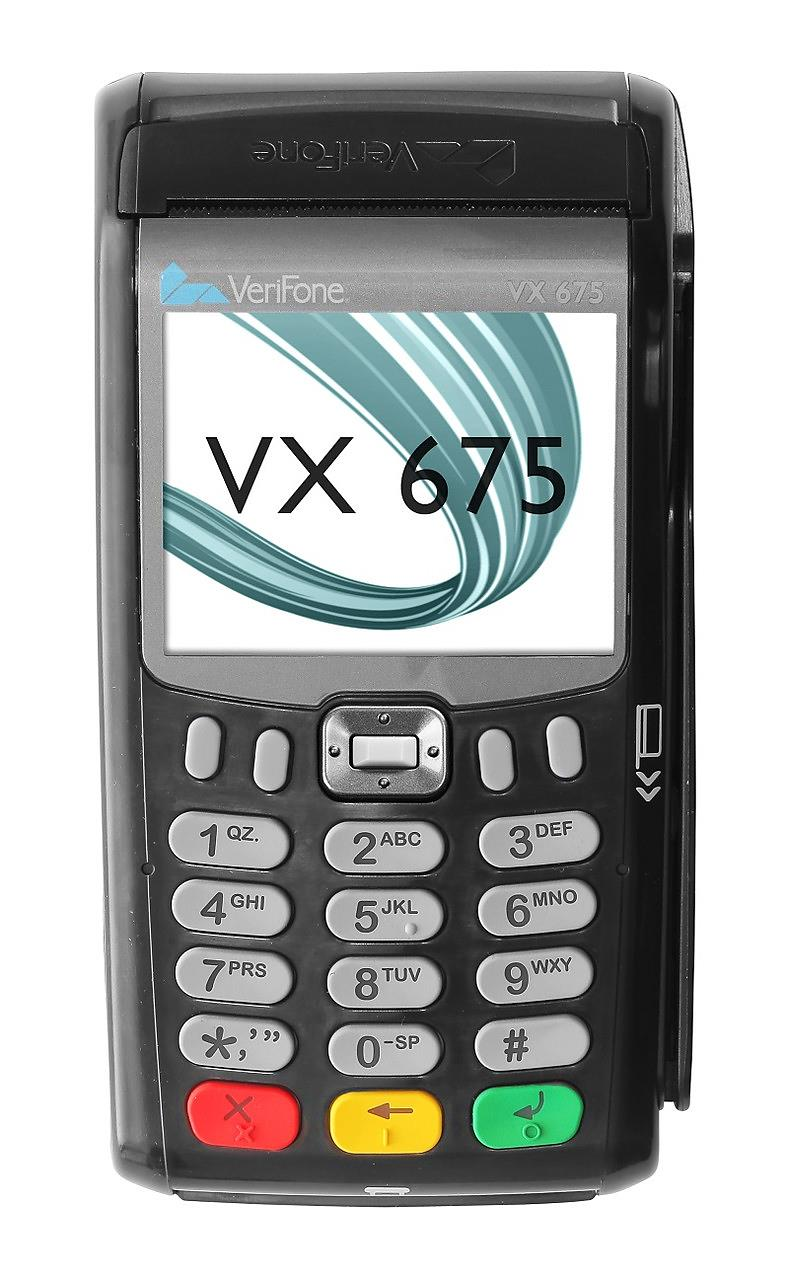 VeriFone
VeriFone VX 675
VX 675
1 QZ. 2 ABC 3 DEF
4 GHI 5 JKL 6 MNO
7 PRS 8 TUV 9 WXY
*,'" 0 -SP #